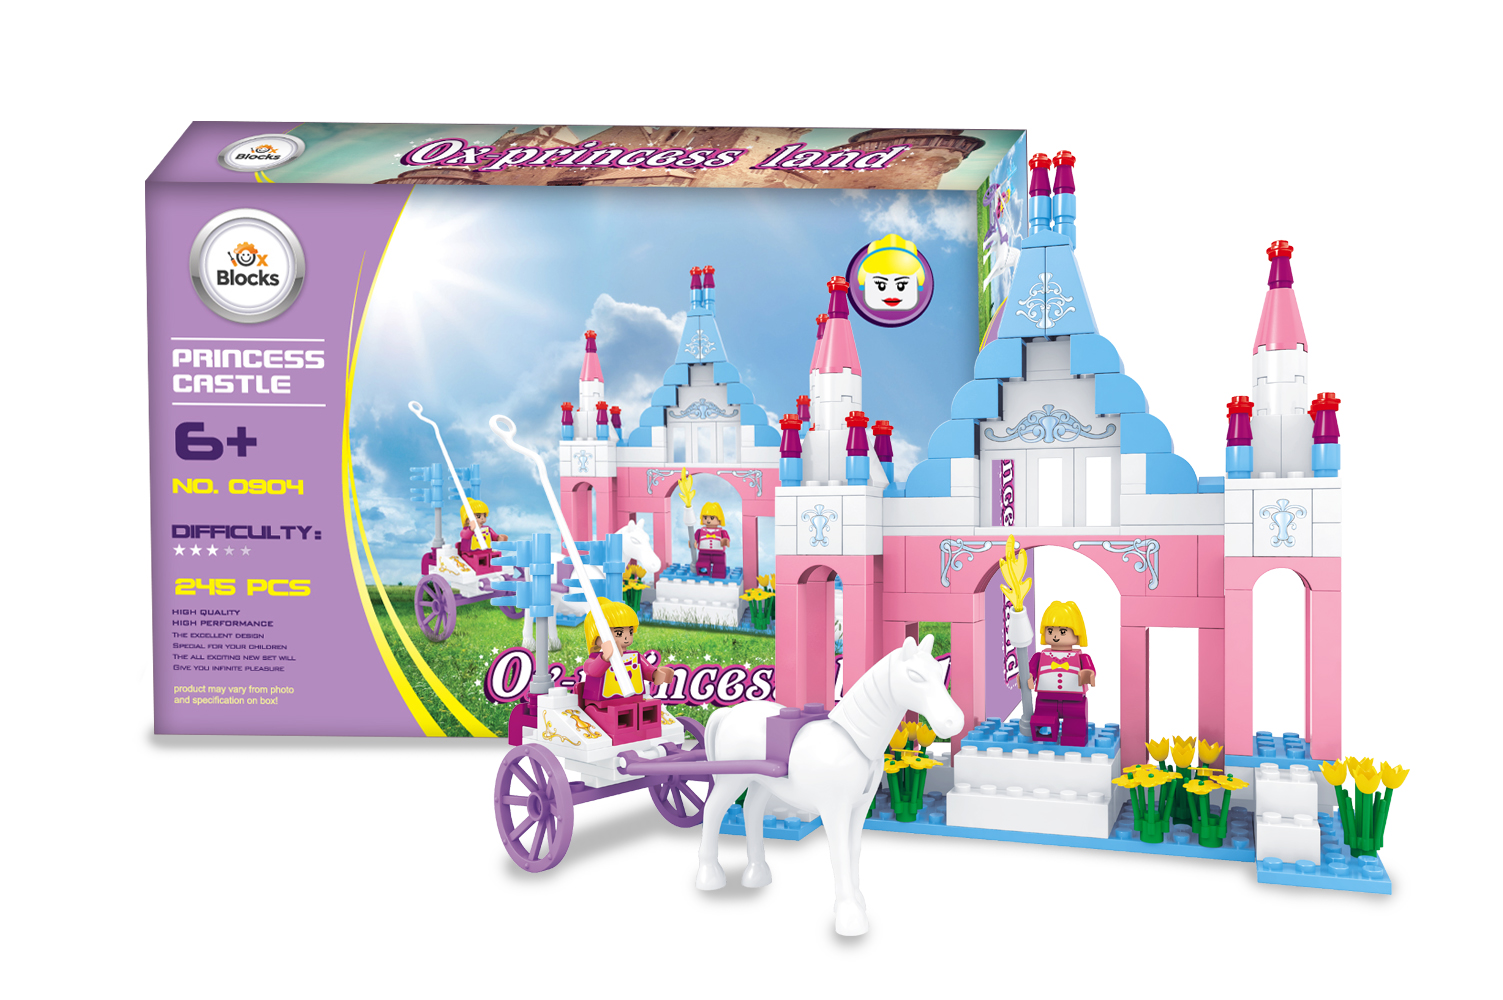 Ox Blocks
Ox-princess land
Ox
Blocks
PRINCESS
CASTLE
6+
NO. 0904
DIFFICULTY:
245 PCS
HIGH QUALITY
HIGH PERFORMANCE
THE EXCELLENT DESIGN
SPECIAL FOR YOUR CHILDREN
THE ALL EXCITING NEW SET WILL
GIVE YOU INFINITE PLEASURE
product may vary from photo
and specification on box!